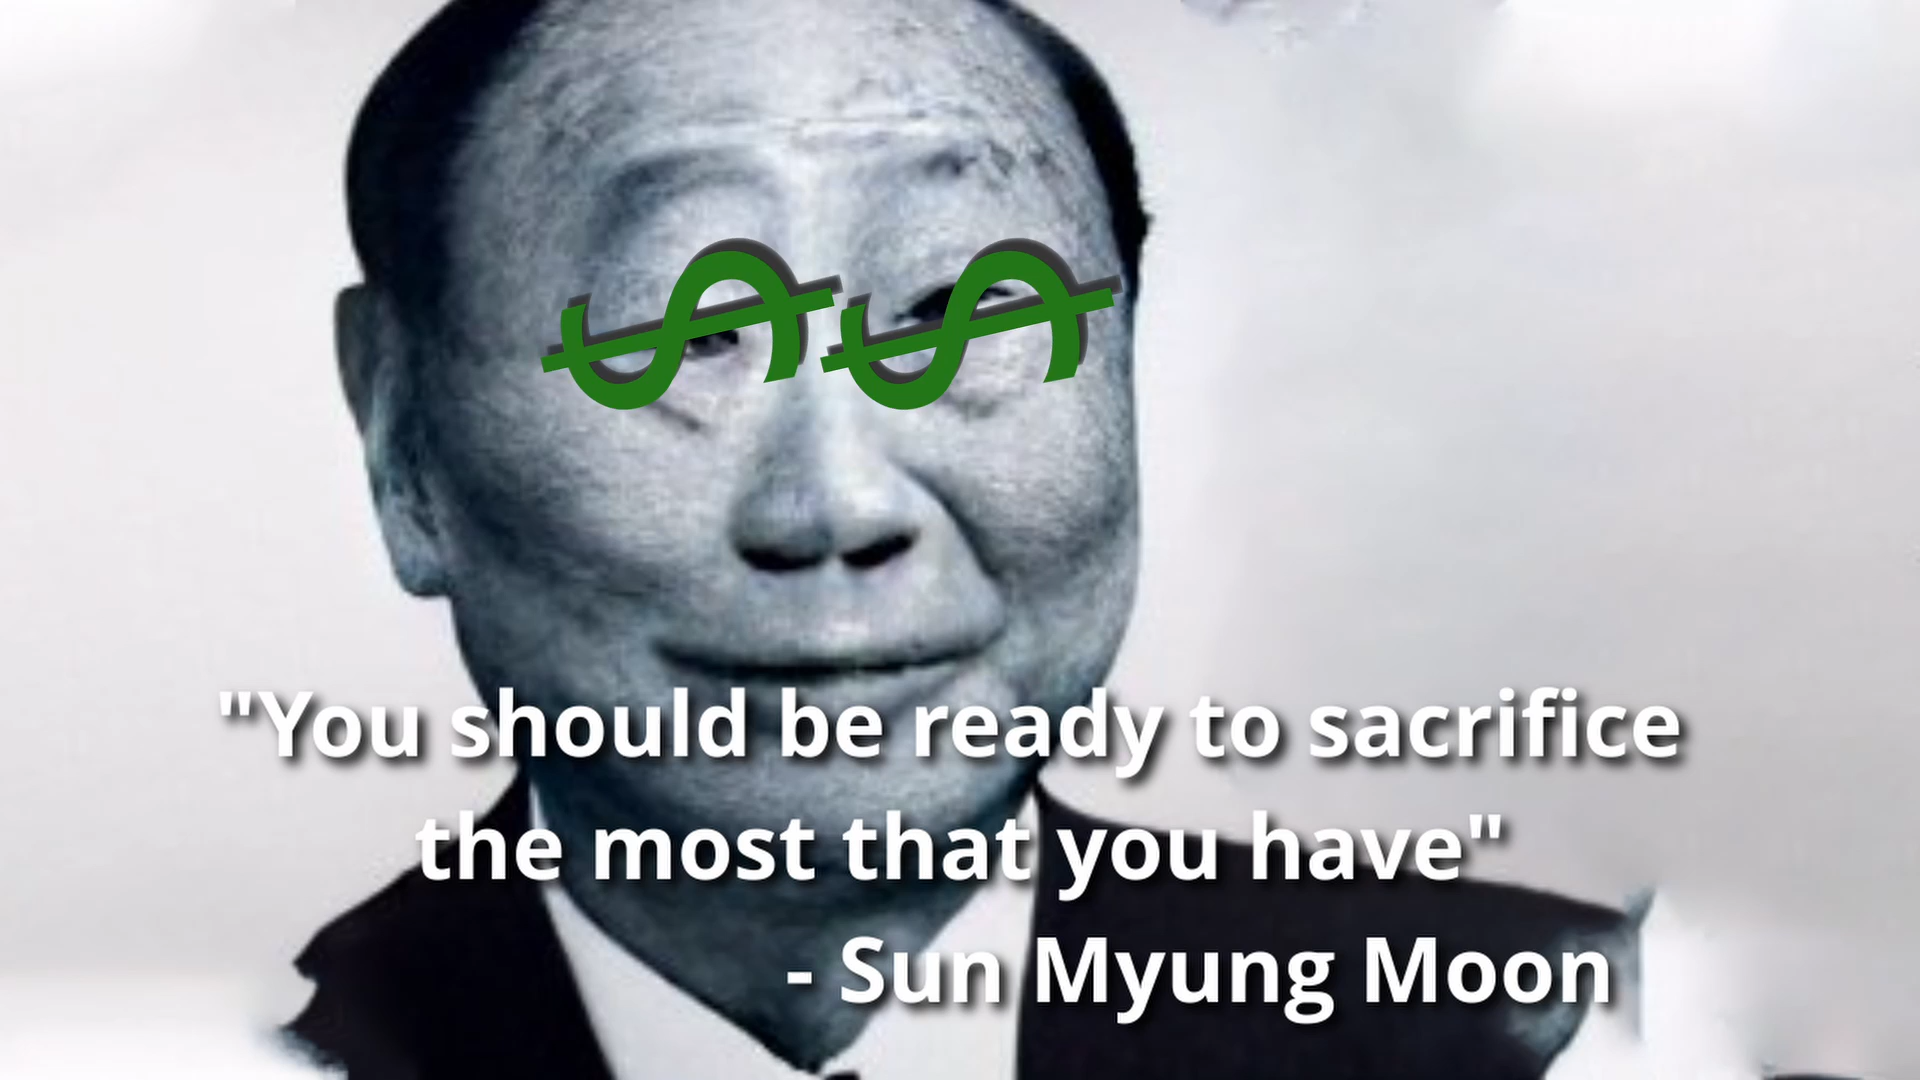 $ $
"You should be ready to sacrifice
the most that you have"
- Sun Myung Moon